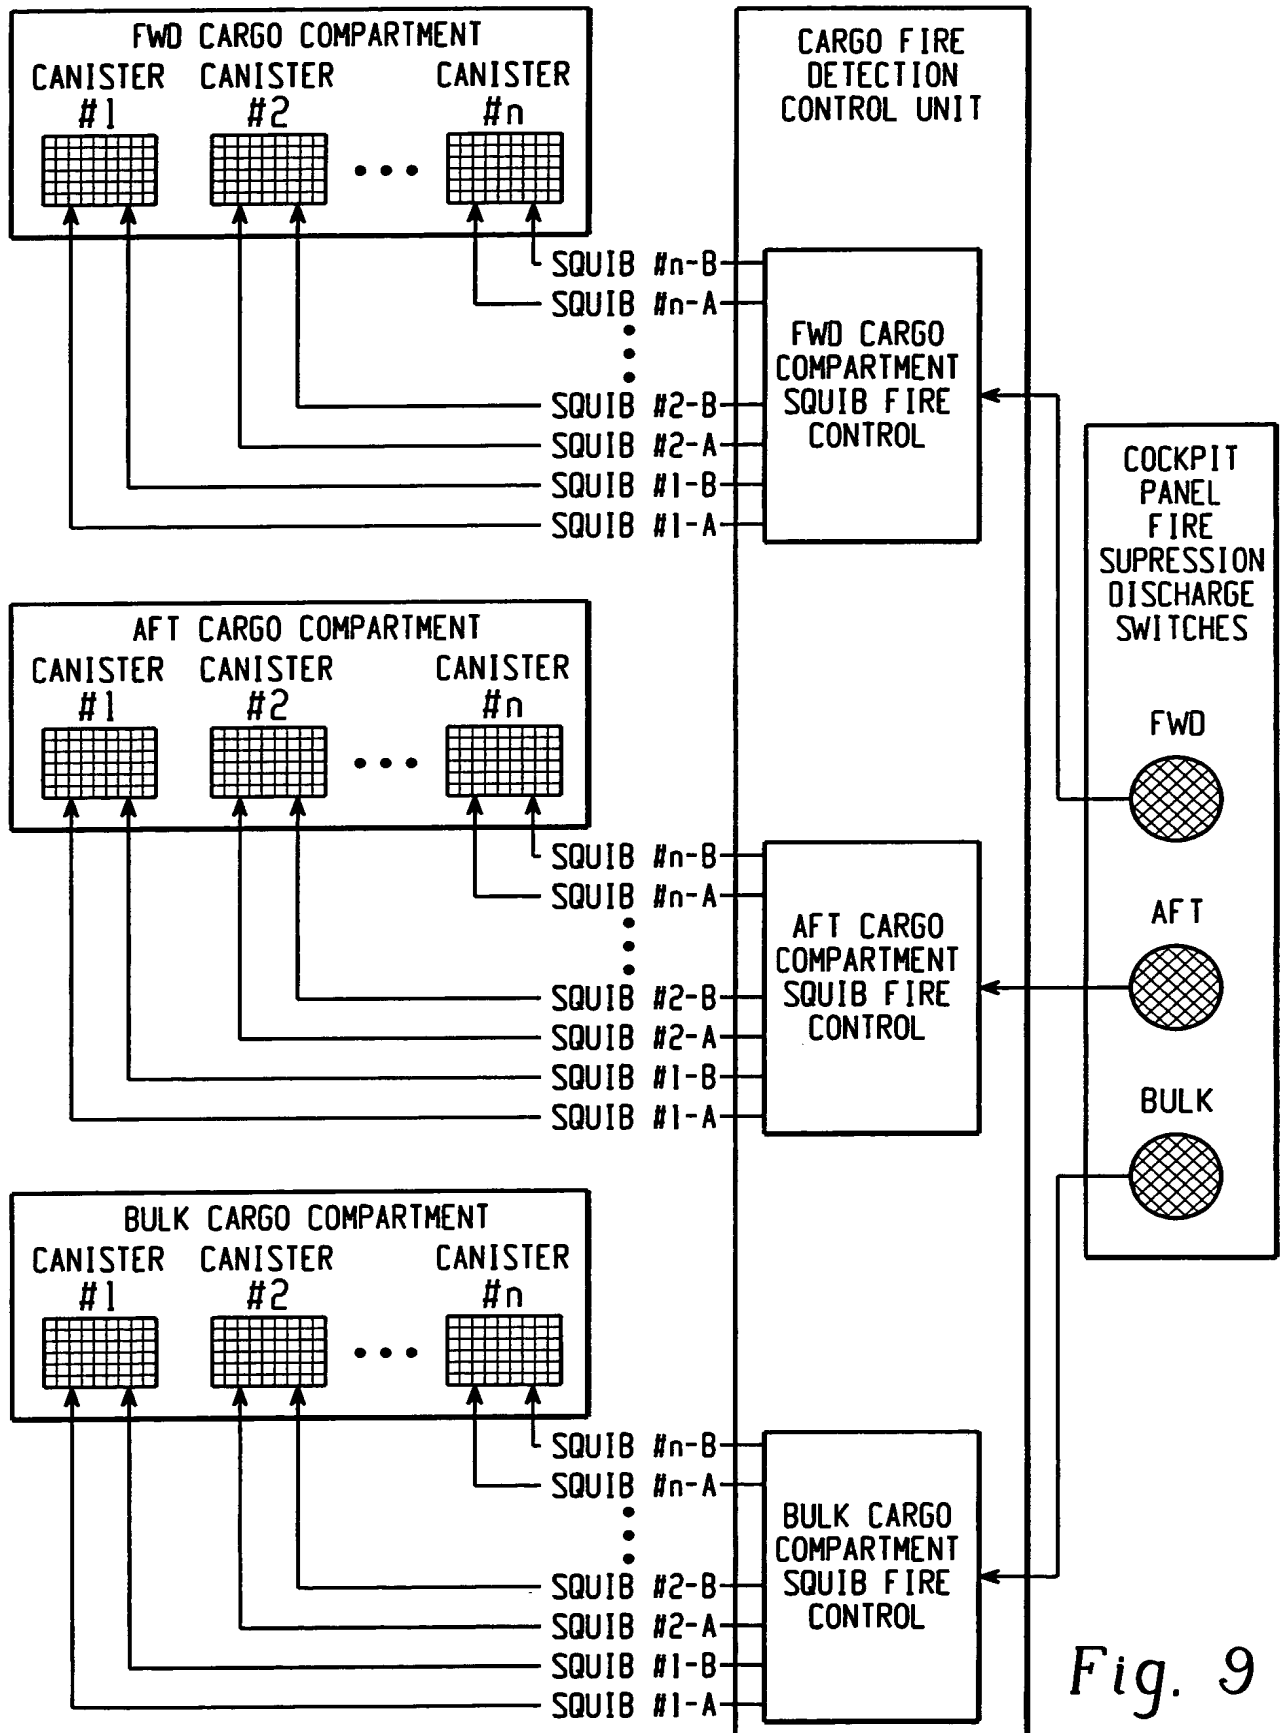 FWD CARGO COMPARTMENT
CANISTER CANISTER CANISTER
#1 #2 #n
SQUIB #n-B
SQUIB #n-A
SQUIB #2-B
SQUIB #2-A
SQUIB #1-B
SQUIB #1-A
AFT CARGO COMPARTMENT
CANISTER CANISTER CANISTER
#1 #2 #n
SQUIB #n-B
SQUIB #n-A
SQUIB #2-B
SQUIB #2-A
SQUIB #1-B
SQUIB #1-A
BULK CARGO COMPARTMENT
CANISTER CANISTER CANISTER
#1 #2 #n
SQUIB #n-B
SQUIB #n-A
SQUIB #2-B
SQUIB #2-A
SQUIB #1-B
SQUIB #1-A
CARGO FIRE
DETECTION
CONTROL UNIT
FWD CARGO
COMPARTMENT
SQUIB FIRE
CONTROL
AFT CARGO
COMPARTMENT
SQUIB FIRE
CONTROL
BULK CARGO
COMPARTMENT
SQUIB FIRE
CONTROL
COCKPIT
PANEL
FIRE
SUPRESSION
DISCHARGE
SWITCHES
FWD
AFT
BULK
Fig. 9